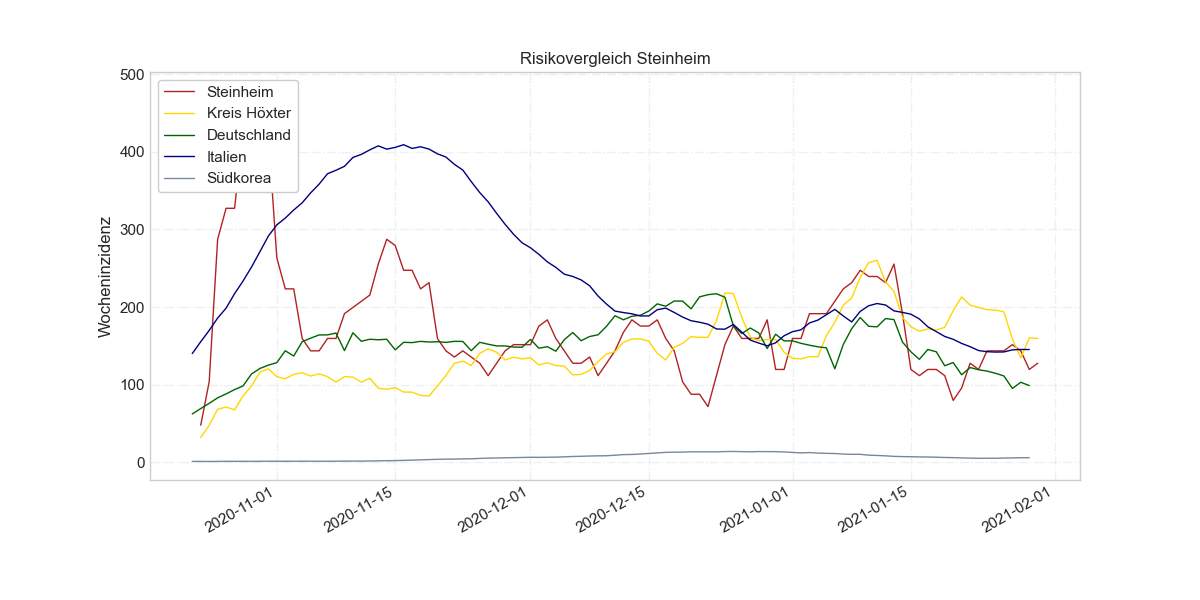 Risikovergleich Steinheim
Wocheninzidenz
500
400
300
200
100
0
Steinheim
Kreis Höxter
Deutschland
Italien
Südkorea
2020-11-01
2020-11-15
2020-12-01
2020-12-15
2021-01-01
2021-01-15
2021-02-01